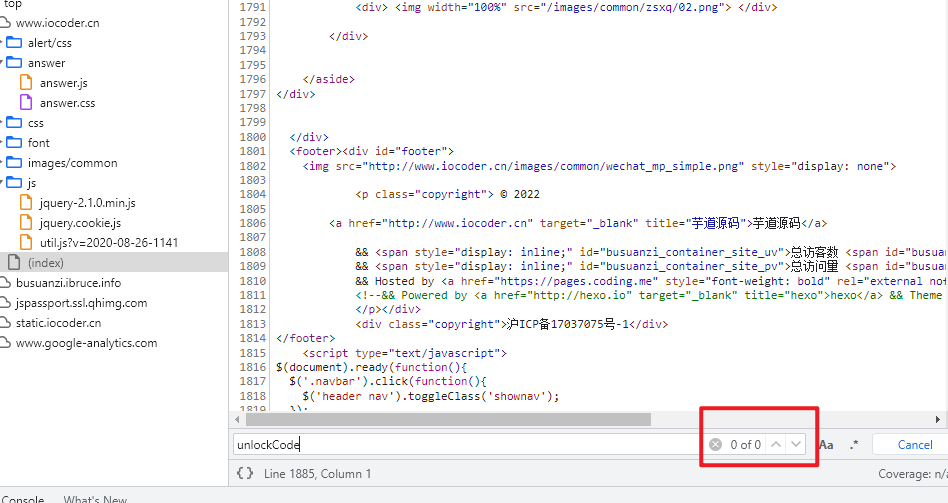 top
www.iocoder.cn
alert/css
answer
answer.js
answer.css
css
font
images/common
js
jquery-2.1.0.min.js
jquery.cookie.js
util.js?v=2020-08-26-1141
(index)
busuanzi.ibruce.info
jspassport.ssl.qhimg.com
static.iocoder.cn
www.google-analytics.com
1791 <div> <img width="100%" src="/images/common/zsxq/02.png"> </div>
1792
1793 </div>
1794
1795
1796 </aside>
1797 </div>
1798
1799
1800 </div>
1801 <footer><div id="footer">
1802 <img src="http://www.iocoder.cn/images/common/wechat_mp_simple.png" style="display: none">
1803
1804 <p class="copyright"> © 2022
1805
1806 <a href="http://www.iocoder.cn" target="_blank" title="芋道源码">芋道源码</a>
1807
1808 && <span style="display: inline;" id="busuanzi_container_site_uv">总访客数 <span id="busuan
1809 && <span style="display: inline;" id="busuanzi_container_site_pv">总访问量 <span id="busuan
1810 && Hosted by <a href="https://pages.coding.me" style="font-weight: bold" rel="external nof
1811 <!--&& Powered by <a href="http://hexo.io" target="_blank" title="hexo">hexo</a> && Theme
1812 </p></div>
1813 <div class="copyright">沪ICP备17037075号-1</div>
1814 </footer>
1815 <script type="text/javascript">
1816 $(document).ready(function(){
1817 $('.navbar').click(function(){
1818 $('header nav').toggleClass('shownav');
1819 });
unlockCode 0 of 0 Aa .* Cancel
{} Line 1885, Column 1 Coverage: n/a
Console What's New